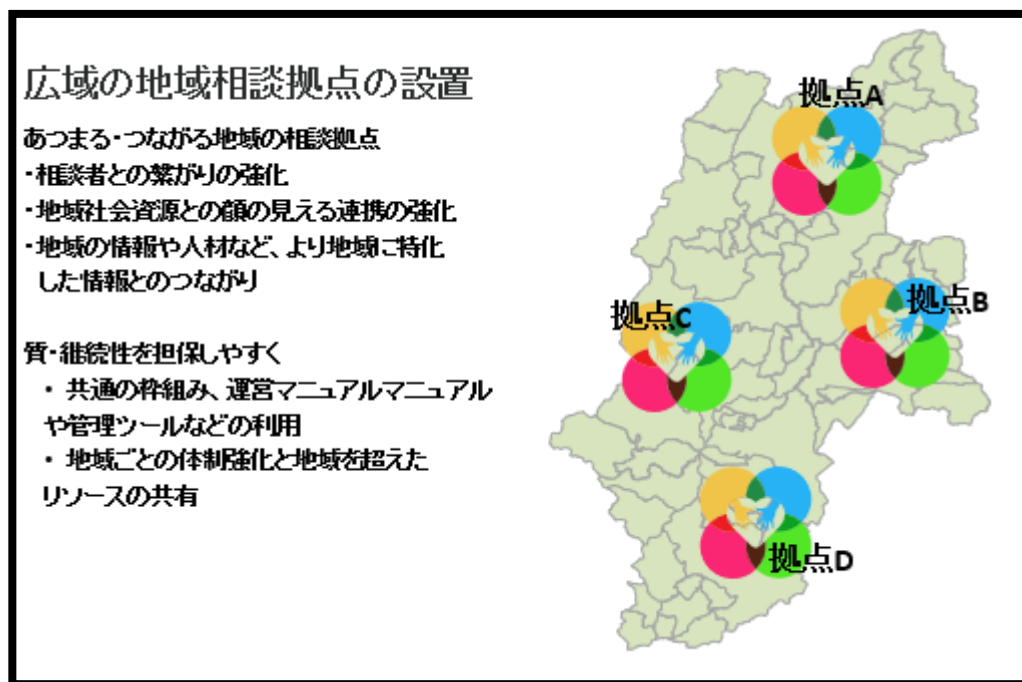 広域の地域相談拠点の設置
あつまる・つながる地域の相談拠点
・相談者との繋がりの強化
・地域社会資源との顔の見える連携の強化
・地域の情報や人材など、より地域に特化
した情報とのつながり
質・継続性を担保しやすく
・ 共通の枠組み、運営マニュアルマニュアル
や管理ツールなどの利用
・ 地域ごとの体制強化と地域を超えた
リソースの共有
拠点A
拠点B
拠点C
拠点D